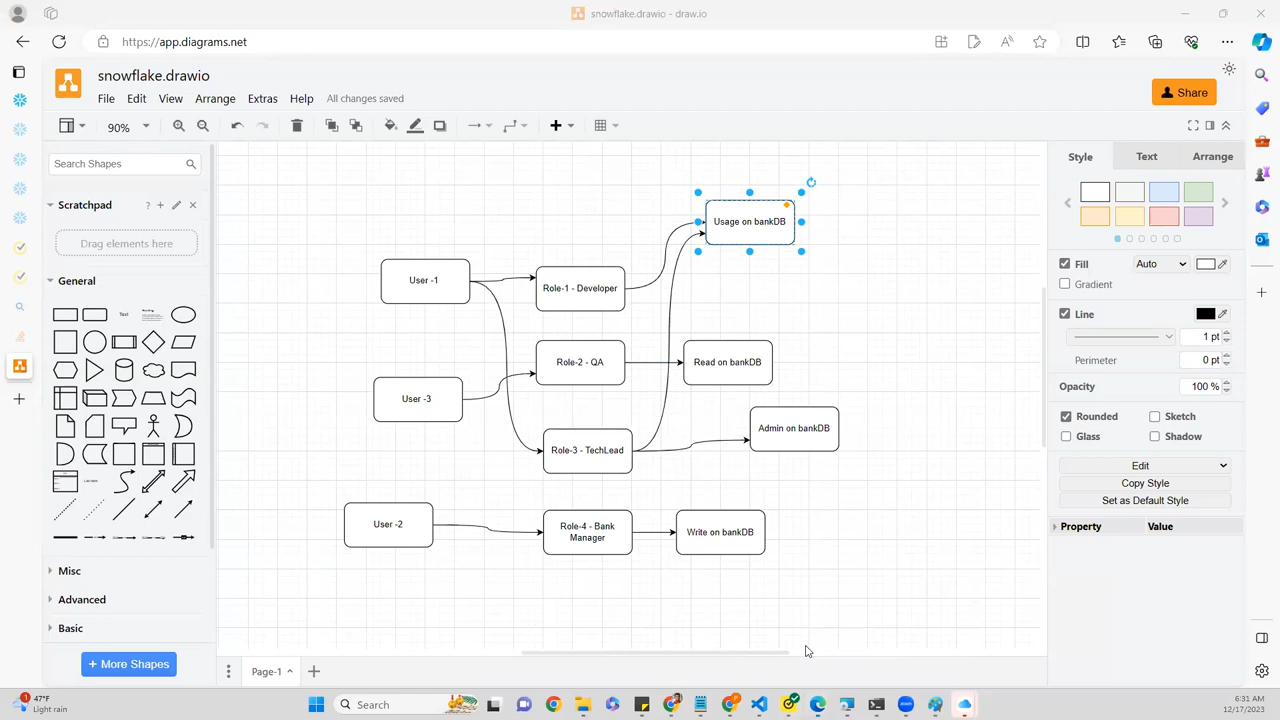 snowflake.drawio - draw.io
https://app.diagrams.net
snowflake.drawio
File Edit View Arrange Extras Help All changes saved
Share
90%
Search Shapes
Scratchpad
?
Drag elements here
General
Text
Heading
List Item
Misc
Advanced
Basic
+ More Shapes
User -1
User -3
User -2
Role-1 - Developer
Role-2 - QA
Role-3 - TechLead
Role-4 - Bank
Manager
Usage on bankDB
Read on bankDB
Admin on bankDB
Write on bankDB
Page-1
Style Text Arrange
Fill Auto
Gradient
Line
1 pt
Perimeter 0 pt
Opacity 100 %
Rounded Sketch
Glass Shadow
Edit
Copy Style
Set as Default Style
Property Value
1
47°F
Light rain
Search
6:31 AM
12/17/2023